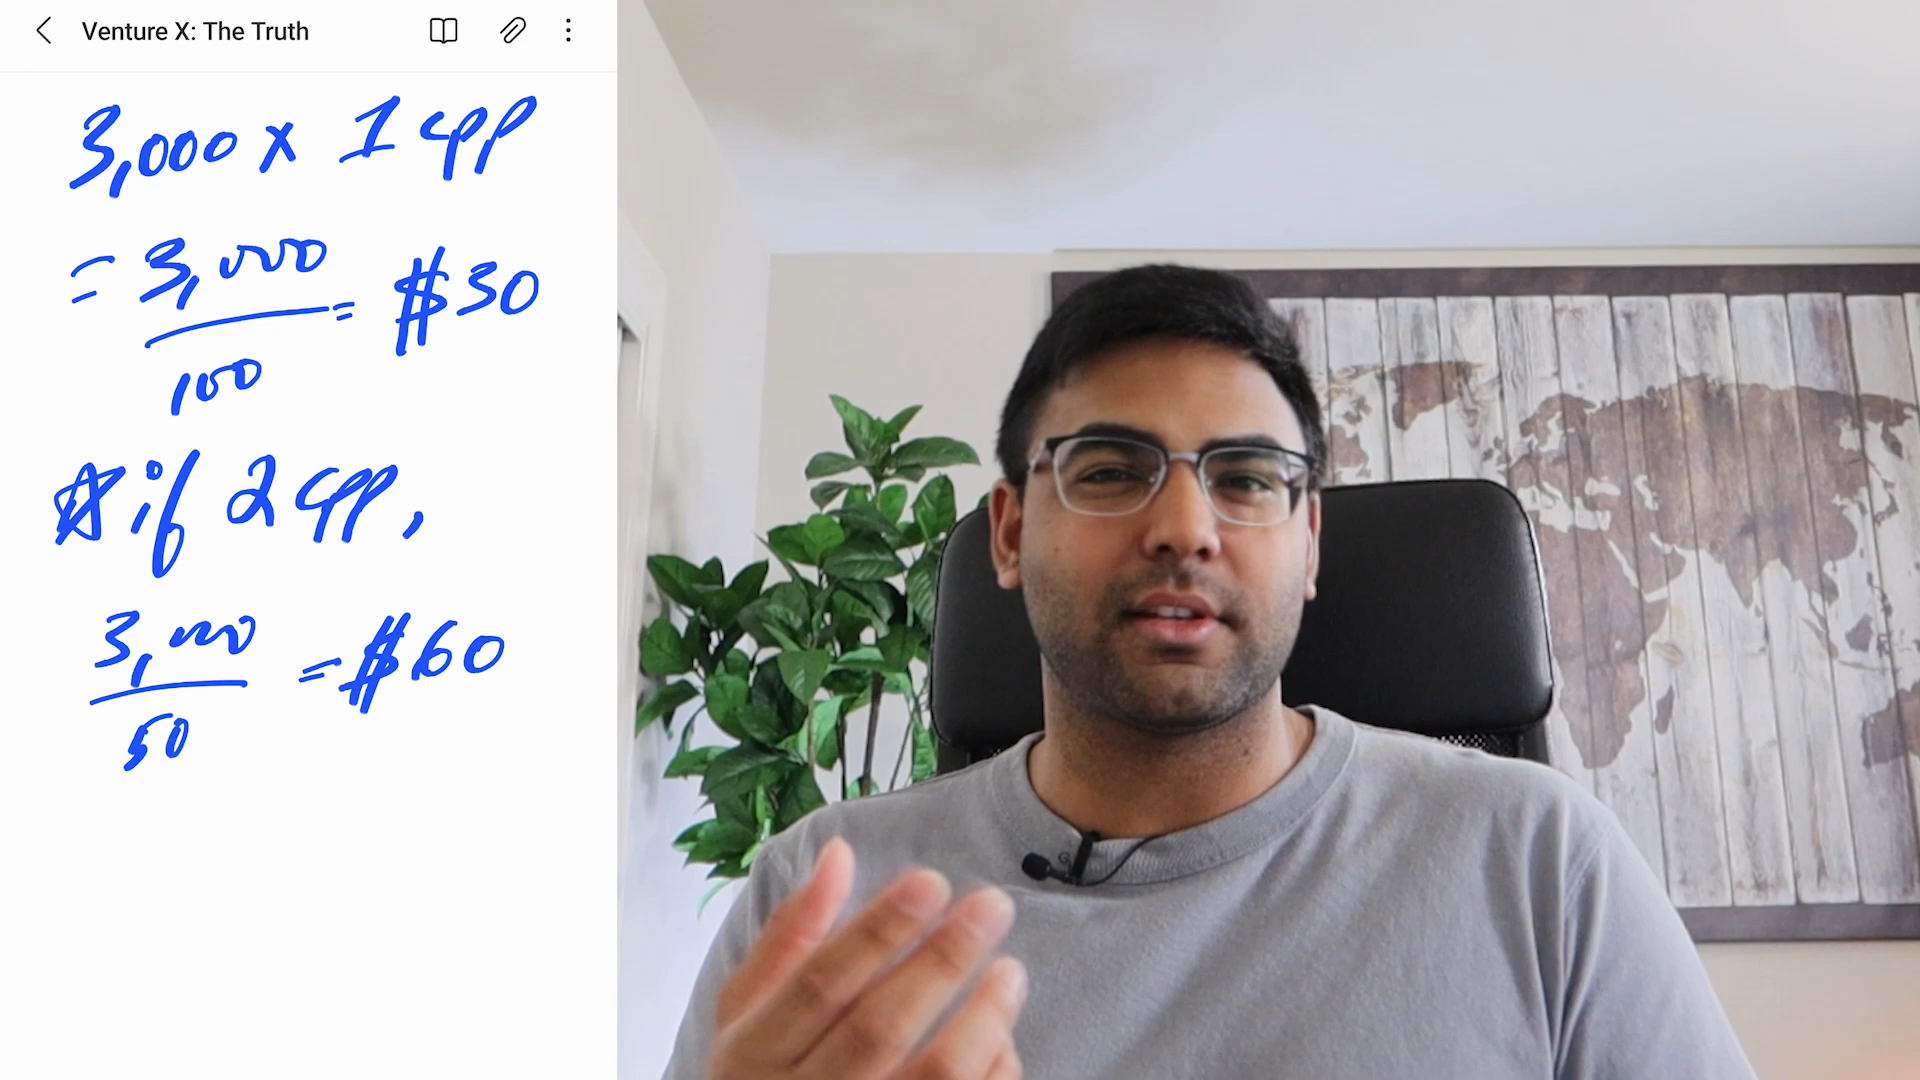 Venture X: The Truth
3,000 x 1 cpp
= 3,000 = $30
100
☆ if 2 cpp,
3,000 = $60
50